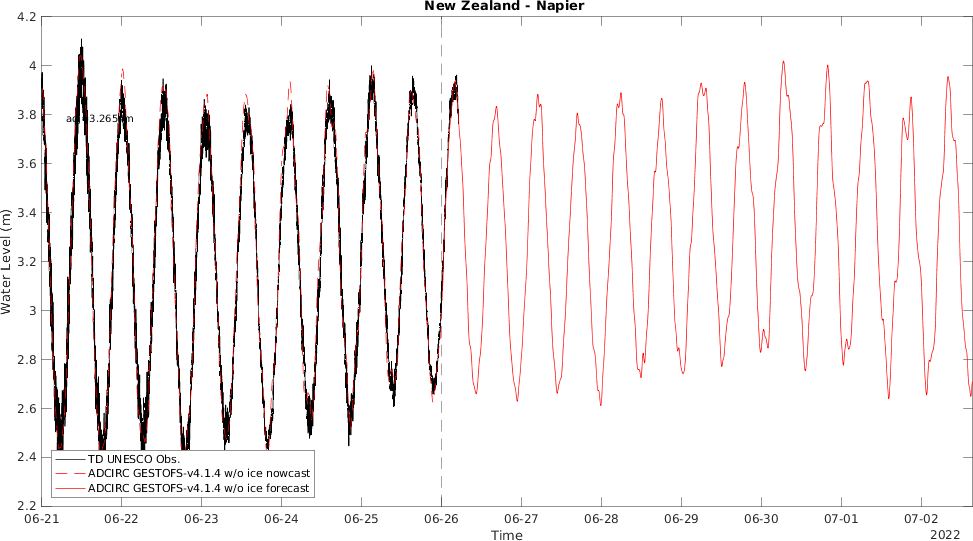 New Zealand - Napier
4.2
4
3.8
3.6
3.4
3.2
3
2.8
2.6
2.4
2.2
Water Level (m)
TD UNESCO Obs.
ADCIRC GESTOFS-v4.1.4 w/o ice nowcast
ADCIRC GESTOFS-v4.1.4 w/o ice forecast
06-21 06-22 06-23 06-24 06-25 06-26 06-27 06-28 06-29 06-30 07-01 07-02
Time
2022